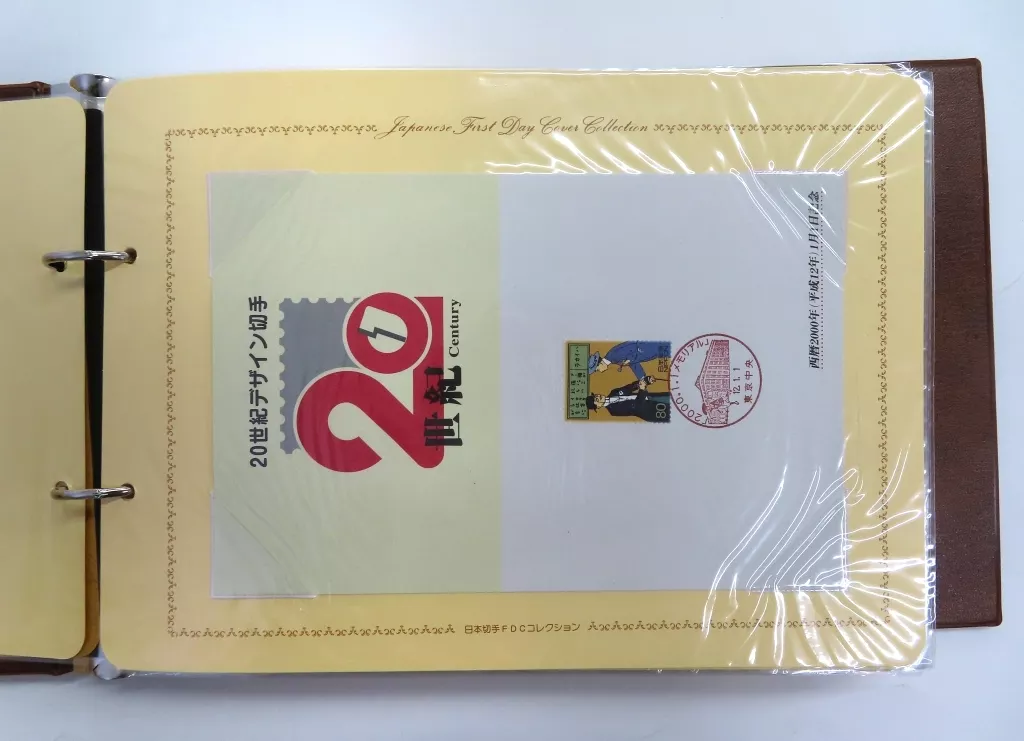 Japanese First Day Cover Collection
20世紀デザイン切手
20
世紀 Century
80
「2000.1.1メモリアル」
12.1.1
東京中央
西暦2000年(平成12年)1月1日記念
日本切手FDCコレクション